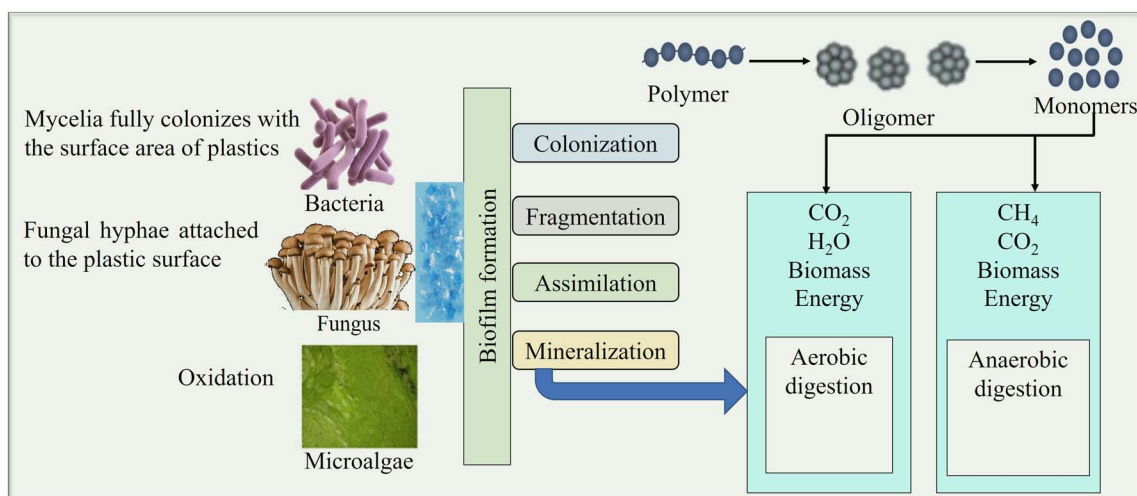 Mycelia fully colonizes with
the surface area of plastics
Bacteria
Fungal hyphae attached
to the plastic surface
Fungus
Oxidation
Microalgae
Biofilm formation
Colonization
Fragmentation
Assimilation
Mineralization
Polymer
Oligomer
Monomers
CO₂
H₂O
Biomass
Energy
Aerobic
digestion
CH₄
CO₂
Biomass
Energy
Anaerobic
digestion